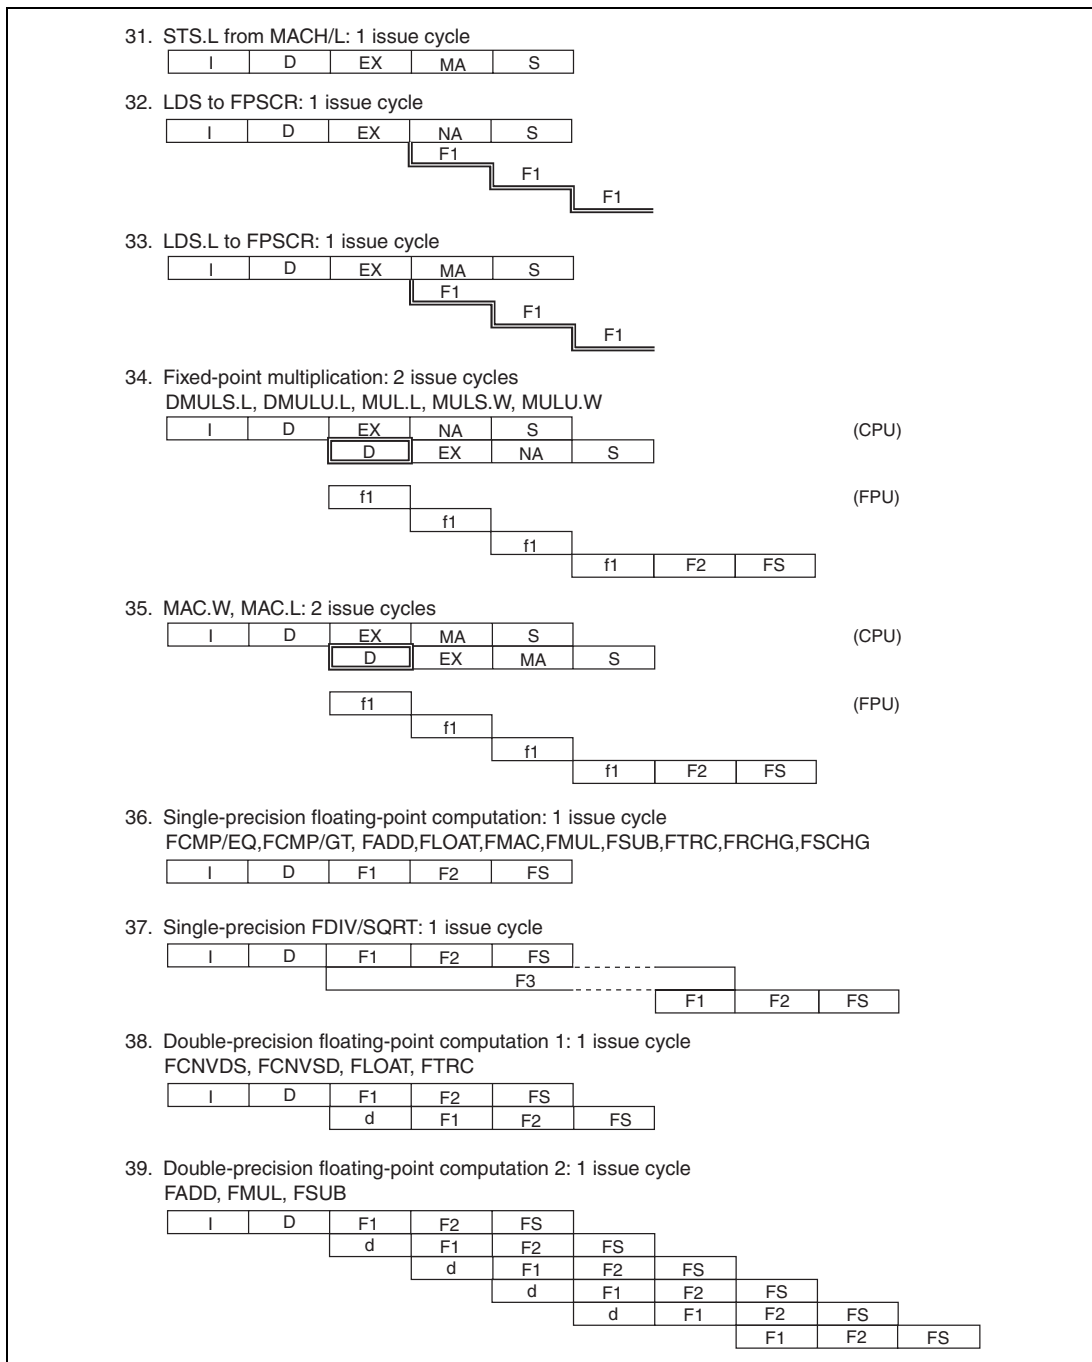 31. STS.L from MACH/L: 1 issue cycle
I D EX MA S
32. LDS to FPSCR: 1 issue cycle
I D EX NA S
F1
F1
F1
33. LDS.L to FPSCR: 1 issue cycle
I D EX MA S
F1
F1
F1
34. Fixed-point multiplication: 2 issue cycles
DMULS.L, DMULU.L, MUL.L, MULS.W, MULU.W
I D EX NA S (CPU)
D EX NA S
f1 (FPU)
f1
f1
f1 F2 FS
35. MAC.W, MAC.L: 2 issue cycles
I D EX MA S (CPU)
D EX MA S
f1 (FPU)
f1
f1
f1 F2 FS
36. Single-precision floating-point computation: 1 issue cycle
FCMP/EQ,FCMP/GT, FADD,FLOAT,FMAC,FMUL,FSUB,FTRC,FRCHG,FSCHG
I D F1 F2 FS
37. Single-precision FDIV/SQRT: 1 issue cycle
I D F1 F2 FS
F3
F1 F2 FS
38. Double-precision floating-point computation 1: 1 issue cycle
FCNVDS, FCNVSD, FLOAT, FTRC
I D F1 F2 FS
d F1 F2 FS
39. Double-precision floating-point computation 2: 1 issue cycle
FADD, FMUL, FSUB
I D F1 F2 FS
d F1 F2 FS
d F1 F2 FS
d F1 F2 FS
d F1 F2 FS
F1 F2 FS